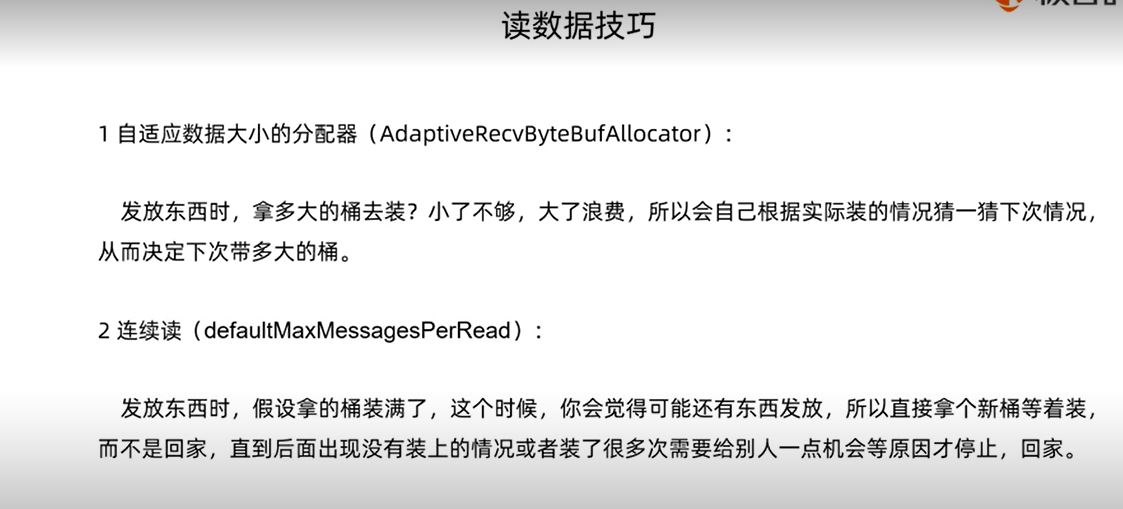 读数据技巧
1 自适应数据大小的分配器（AdaptiveRecvByteBufAllocator）:
发放东西时，拿多大的桶去装？小了不够，大了浪费，所以会自己根据实际装的情况猜一猜下次情况，
从而决定下次带多大的桶。
2 连续读（defaultMaxMessagesPerRead）:
发放东西时，假设拿的桶装满了，这个时候，你会觉得可能还有东西发放，所以直接拿个新桶等着装，
而不是回家，直到后面出现没有装上的情况或者装了很多次需要给别人一点机会等原因才停止，回家。